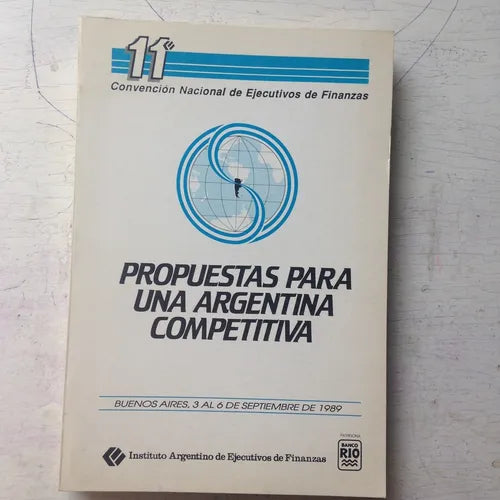 11ª
Convención Nacional de Ejecutivos de Finanzas
PROPUESTAS PARA
UNA ARGENTINA
COMPETITIVA
BUENOS AIRES, 3 AL 6 DE SEPTIEMBRE DE 1989
Instituto Argentino de Ejecutivos de Finanzas
PATROCINA
BANCO
RIO